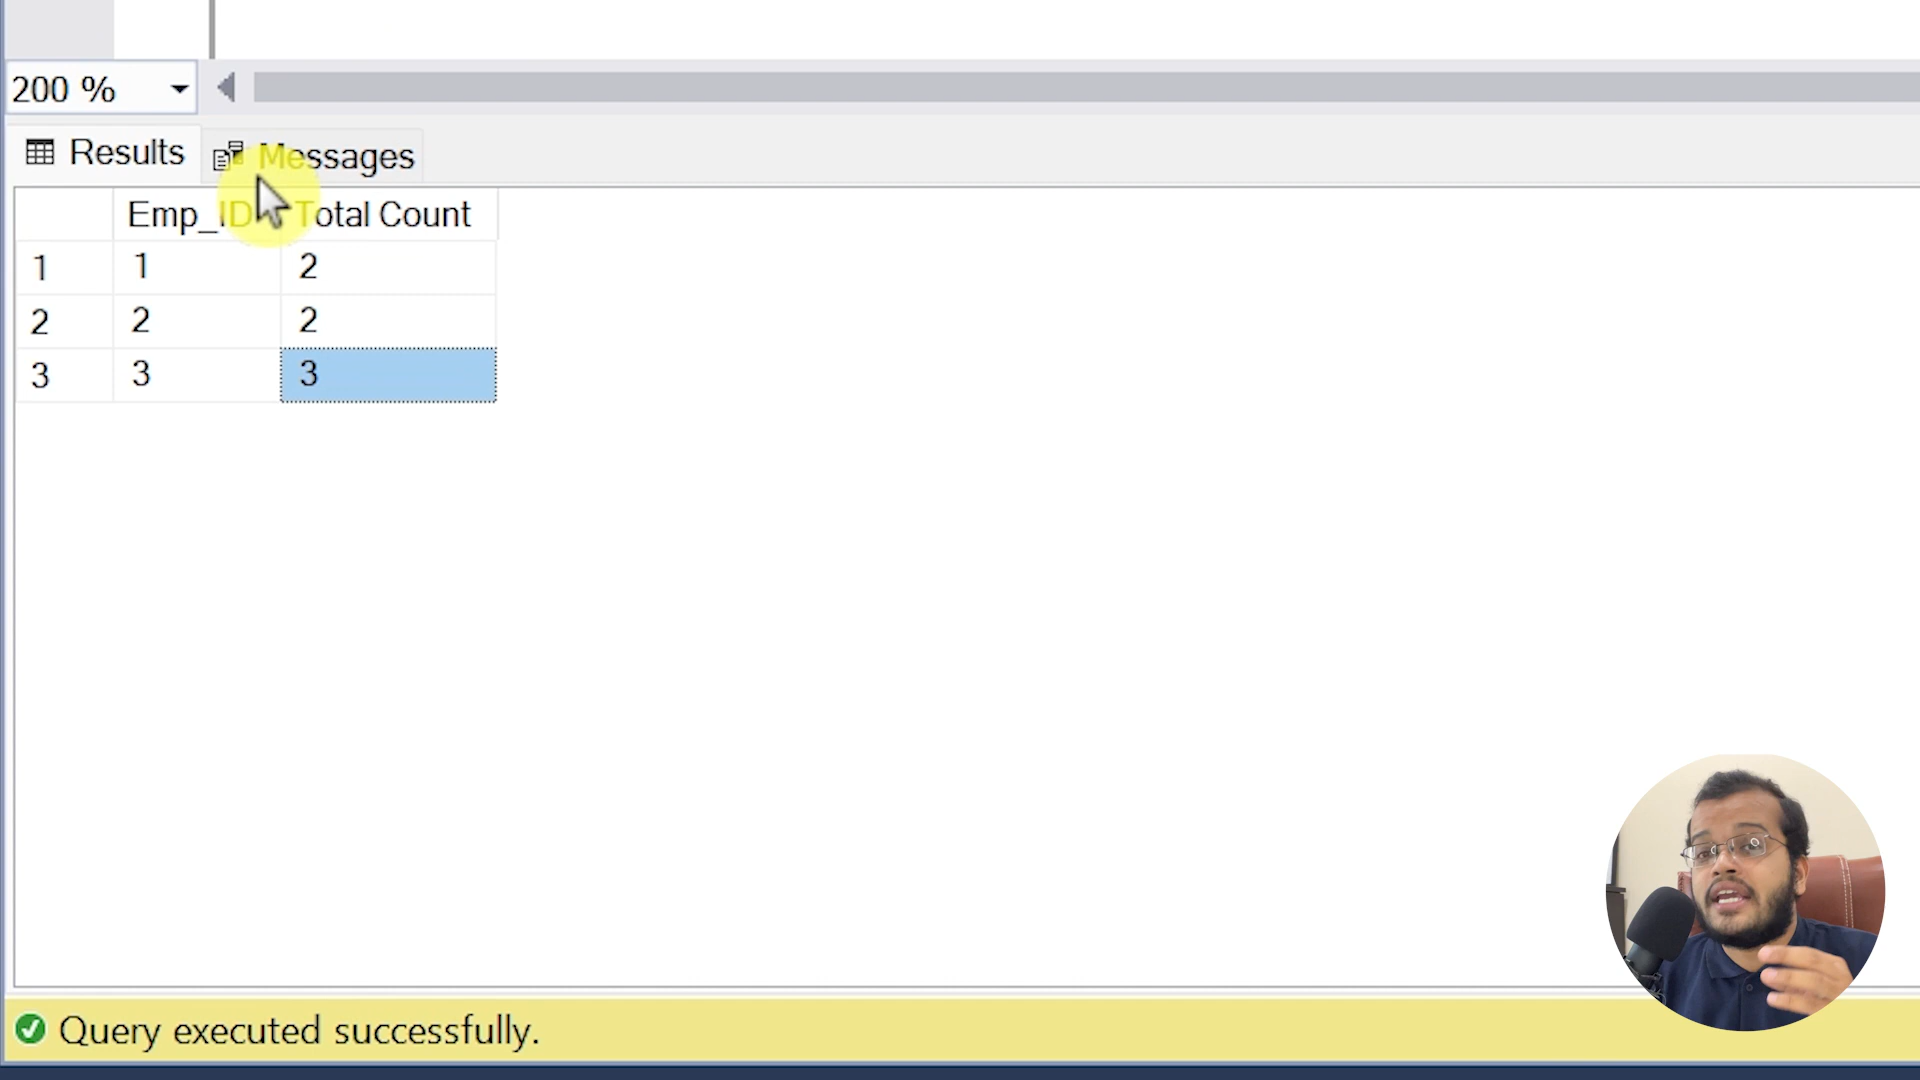 200 %
Results Messages
Emp_ID Total Count
1 1 2
2 2 2
3 3 3
Query executed successfully.